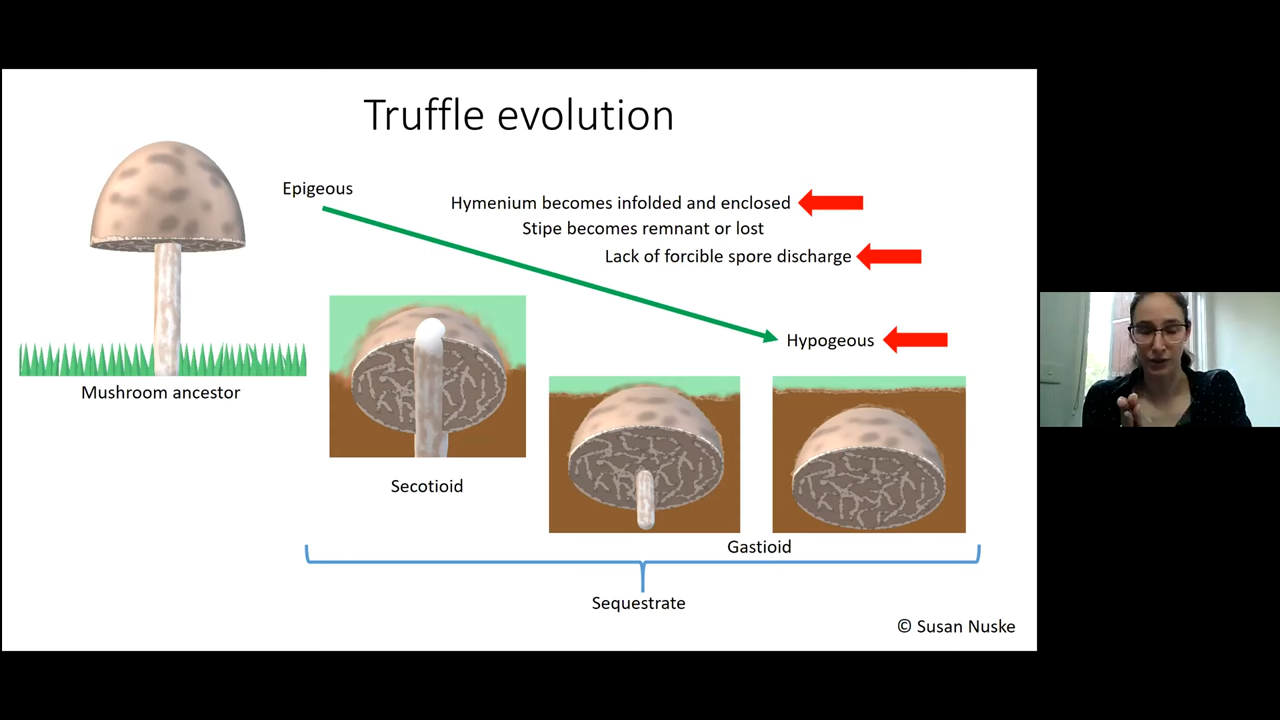 Truffle evolution
Epigeous
Hymenium becomes infolded and enclosed
Stipe becomes remnant or lost
Lack of forcible spore discharge
Hypogeous
Mushroom ancestor
Secotioid
Gastioid
Sequestrate
© Susan Nuske